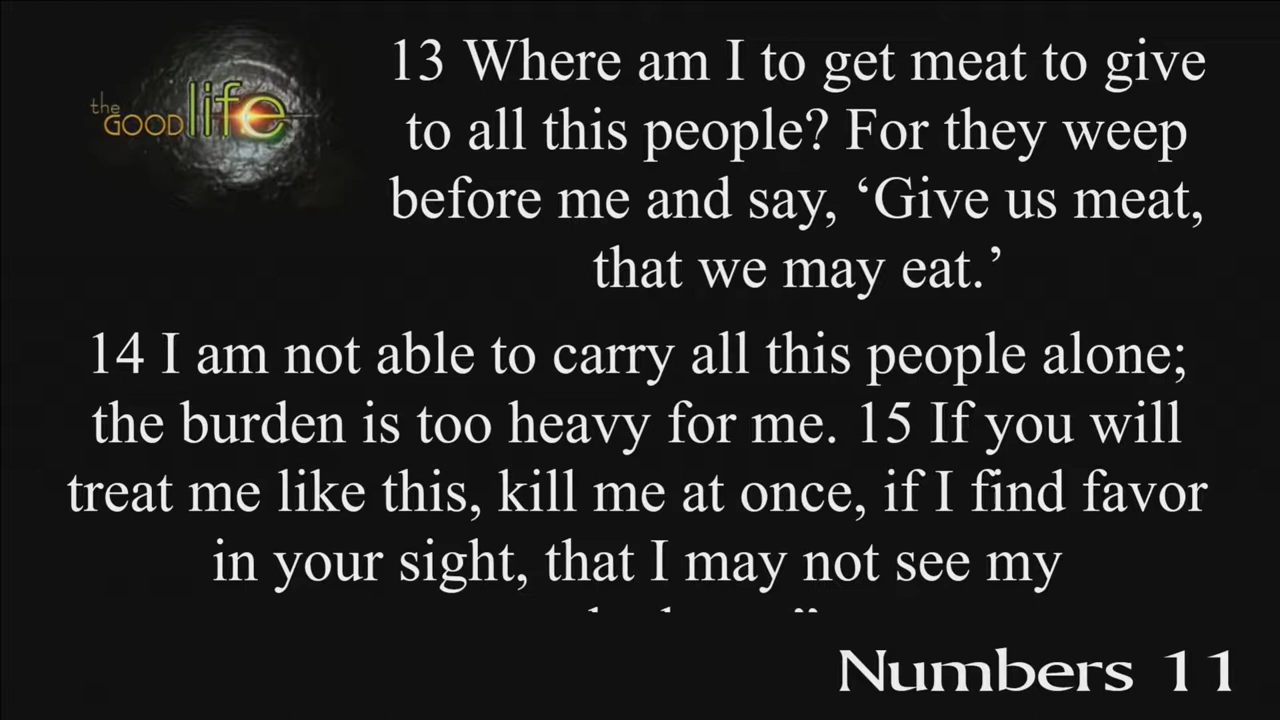 the GOOD life
13 Where am I to get meat to give
to all this people? For they weep
before me and say, ‘Give us meat,
that we may eat.’
14 I am not able to carry all this people alone;
the burden is too heavy for me. 15 If you will
treat me like this, kill me at once, if I find favor
in your sight, that I may not see my
Numbers 11